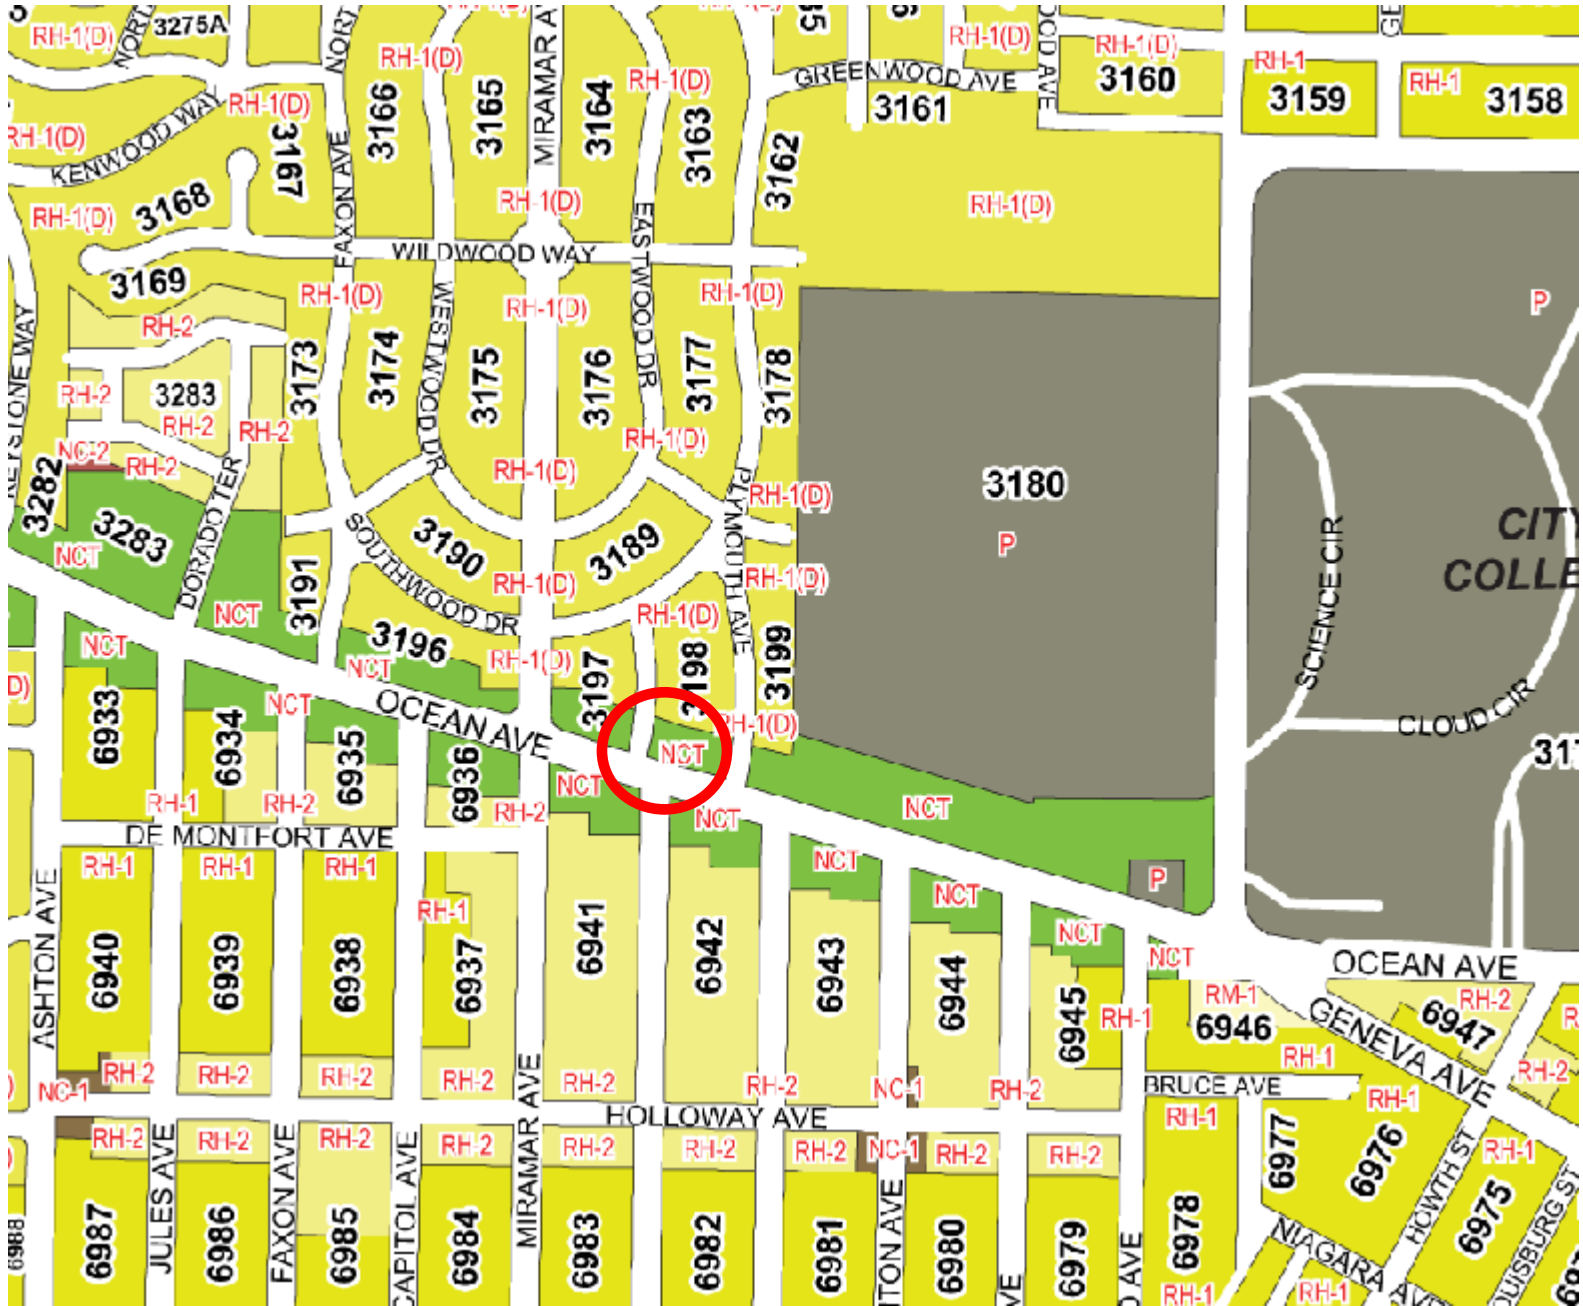 3275A
RH-1(D)
RH-1(D)
MIRAMAR A
RH-1(D)
RH-1(D)
RH-1(D)
RH-1
RH-1
GREENWOOD AVE
3160
3159
3158
3161
RH-1(D)
KENWOOD WAY
RH-1(D)
3167
FAXON AVE
3166
3165
3164
3163
3162
3168
RH-1(D)
RH-1(D)
RH-1(D)
EASTWOOD DR
WILDWOOD WAY
3169
RH-1(D)
RH-1(D)
RH-1(D)
P
RH-2
3173
3174
WESTWOOD DR
3175
3176
3177
3178
RH-2
3283
RH-2
RH-2
NC-2
RH-2
RH-1(D)
RH-1(D)
RH-1(D)
PLYMOUTH AVE
3180
P
3282
3283
NCT
DORADO TER
NCT
3191
SOUTHWOOD DR
3190
3189
RH-1(D)
RH-1(D)
RH-1(D)
SCIENCE CIR
CLOUD CIR
NCT
3196
NCT
RH-1(D)
3197
3198
3199
RH-1(D)
OCEAN AVE
NCT
NCT
NCT
NCT
NCT
6933
6934
6935
6936
RH-1
RH-2
RH-2
DE MONTFORT AVE
NCT
NCT
NCT
NCT
P
RH-1
RH-1
RH-1
RH-1
ASHTON AVE
6940
6939
6938
6937
6941
6942
6943
6944
6945
RH-1
OCEAN AVE
RM-1
6946
RH-1
GENEVA AVE
6947
RH-2
RH-2
NC-1
RH-2
RH-2
RH-2
RH-2
RH-2
RH-2
NC-1
RH-2
BRUCE AVE
RH-1
HOLLOWAY AVE
MIRAMAR AVE
RH-2
RH-2
RH-2
RH-2
RH-2
RH-2
RH-2
NC-1
RH-2
RH-2
RH-1
RH-1
6988
6987
JULES AVE
6986
FAXON AVE
6985
CAPITOL AVE
6984
6983
6982
6981
6980
6979
6978
6977
6976
HOWTH ST
6975
RH-1
RH-1